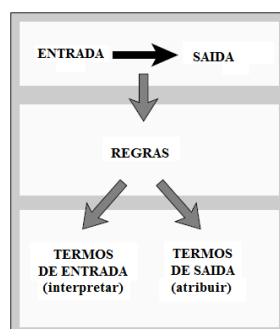 ENTRADA
SAIDA
REGRAS
TERMOS
DE ENTRADA
(interpretar)
TERMOS
DE SAIDA
(atribuir)